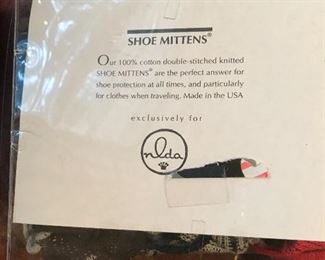 SHOE MITTENS®
Our 100% cotton double-stitched knitted
SHOE MITTENS® are the perfect answer for
shoe protection at all times, and particularly
for clothes when traveling. Made in the USA
exclusively for
nlda